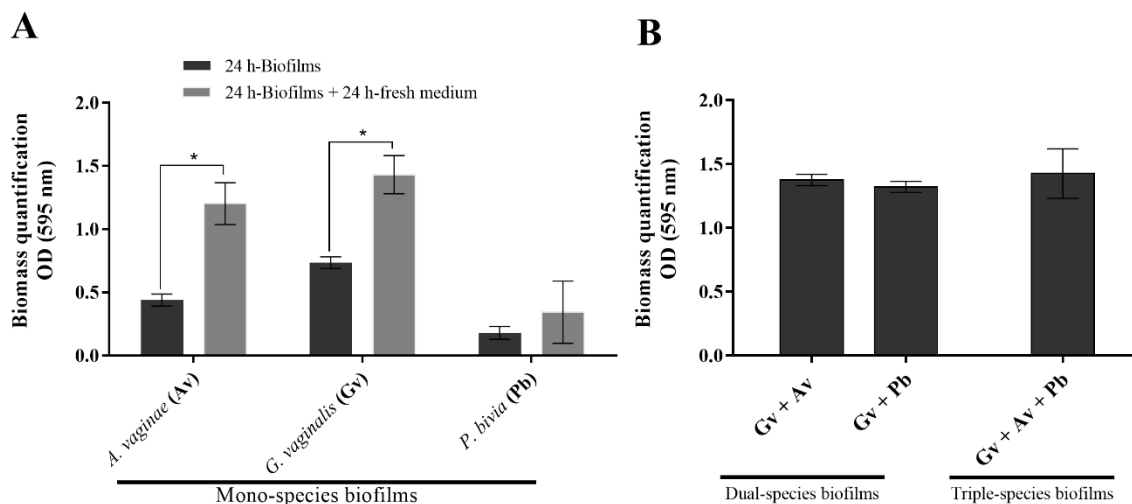 A
24 h-Biofilms
24 h-Biofilms + 24 h-fresh medium
Biomass quantification
OD (595 nm)
2.0
1.5
1.0
0.5
0.0
*
*
A. vaginae (Av)
G. vaginalis (Gv)
P. bivia (Pb)
Mono-species biofilms
B
Biomass quantification
OD (595 nm)
2.0
1.5
1.0
0.5
0.0
Gv + Av
Gv + Pb
Gv + Av + Pb
Dual-species biofilms
Triple-species biofilms